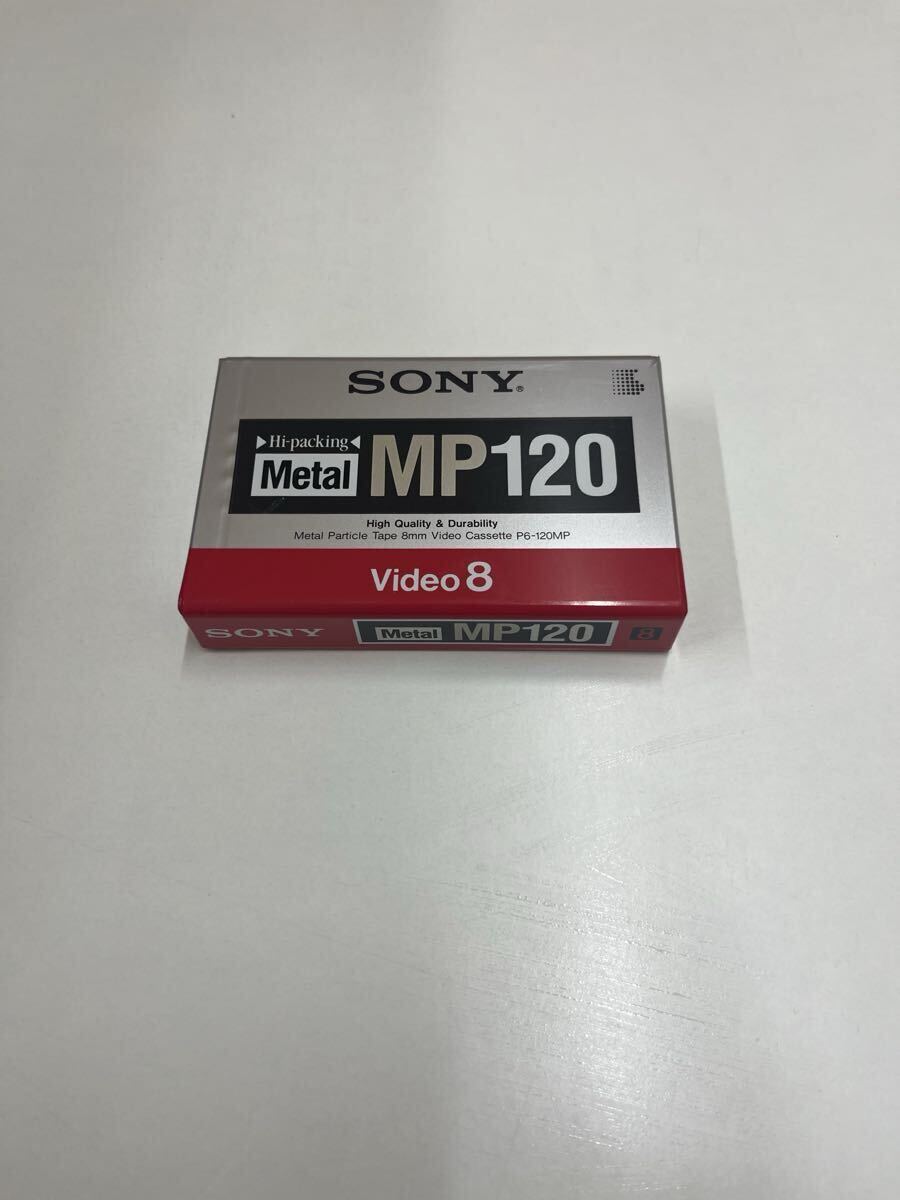 SONY®
▶Hi-packing◀
Metal MP120
High Quality & Durability
Metal Particle Tape 8mm Video Cassette P6-120MP
Video 8
SONY Metal MP120 8